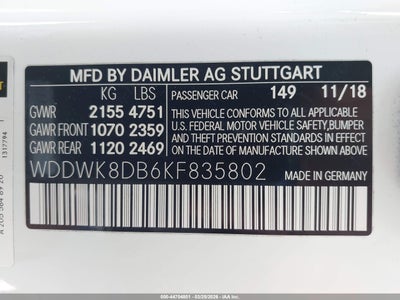 MFD BY DAIMLER AG STUTTGART
KG LBS
GVWR 2155 4751
GAWR FRONT 1070 2359
GAWR REAR 1120 2469
PASSENGER CAR 149 11/18
THIS VEHICLE CONFORMS TO ALL APPLICABLE
U.S. FEDERAL MOTOR VEHICLE SAFETY,BUMPER
AND THEFT PREVENTION STANDARDS IN EFFECT
ON THE DATE OF MANUFACTURE SHOWN ABOVE
WDDWK8DB6KF835802
MADE IN GERMANY
1317794